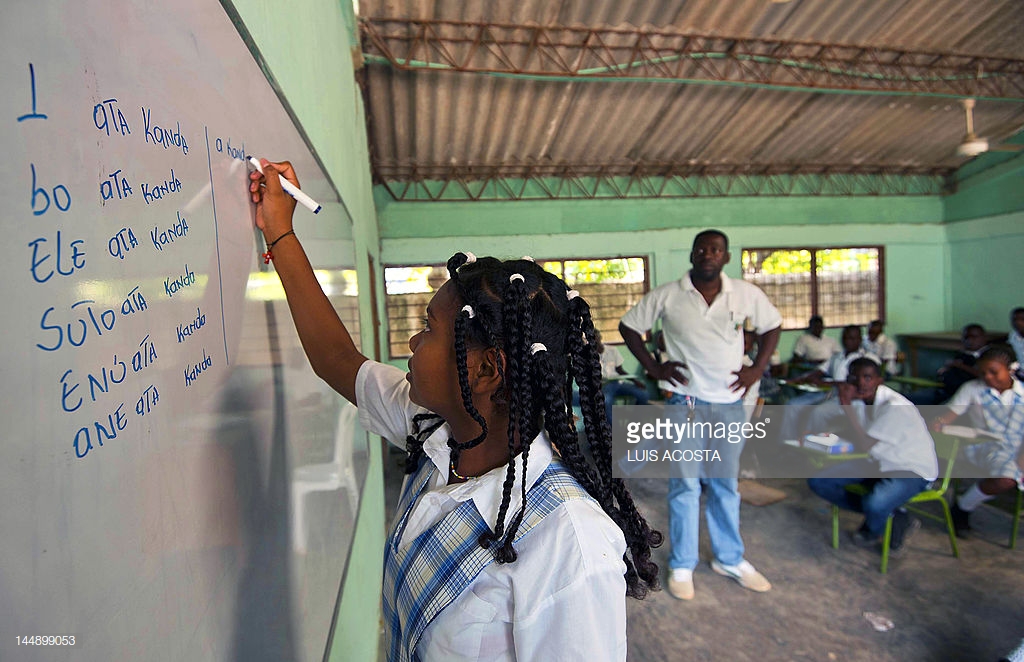 I ATA KANDA
bo ATA KANDA
ELE ATA KANDA
SUTO ATA KANDA
ENÚ ATA KANDA
ANE ATA KANDA
a Kand
gettyimages®
LUIS ACOSTA
144899053